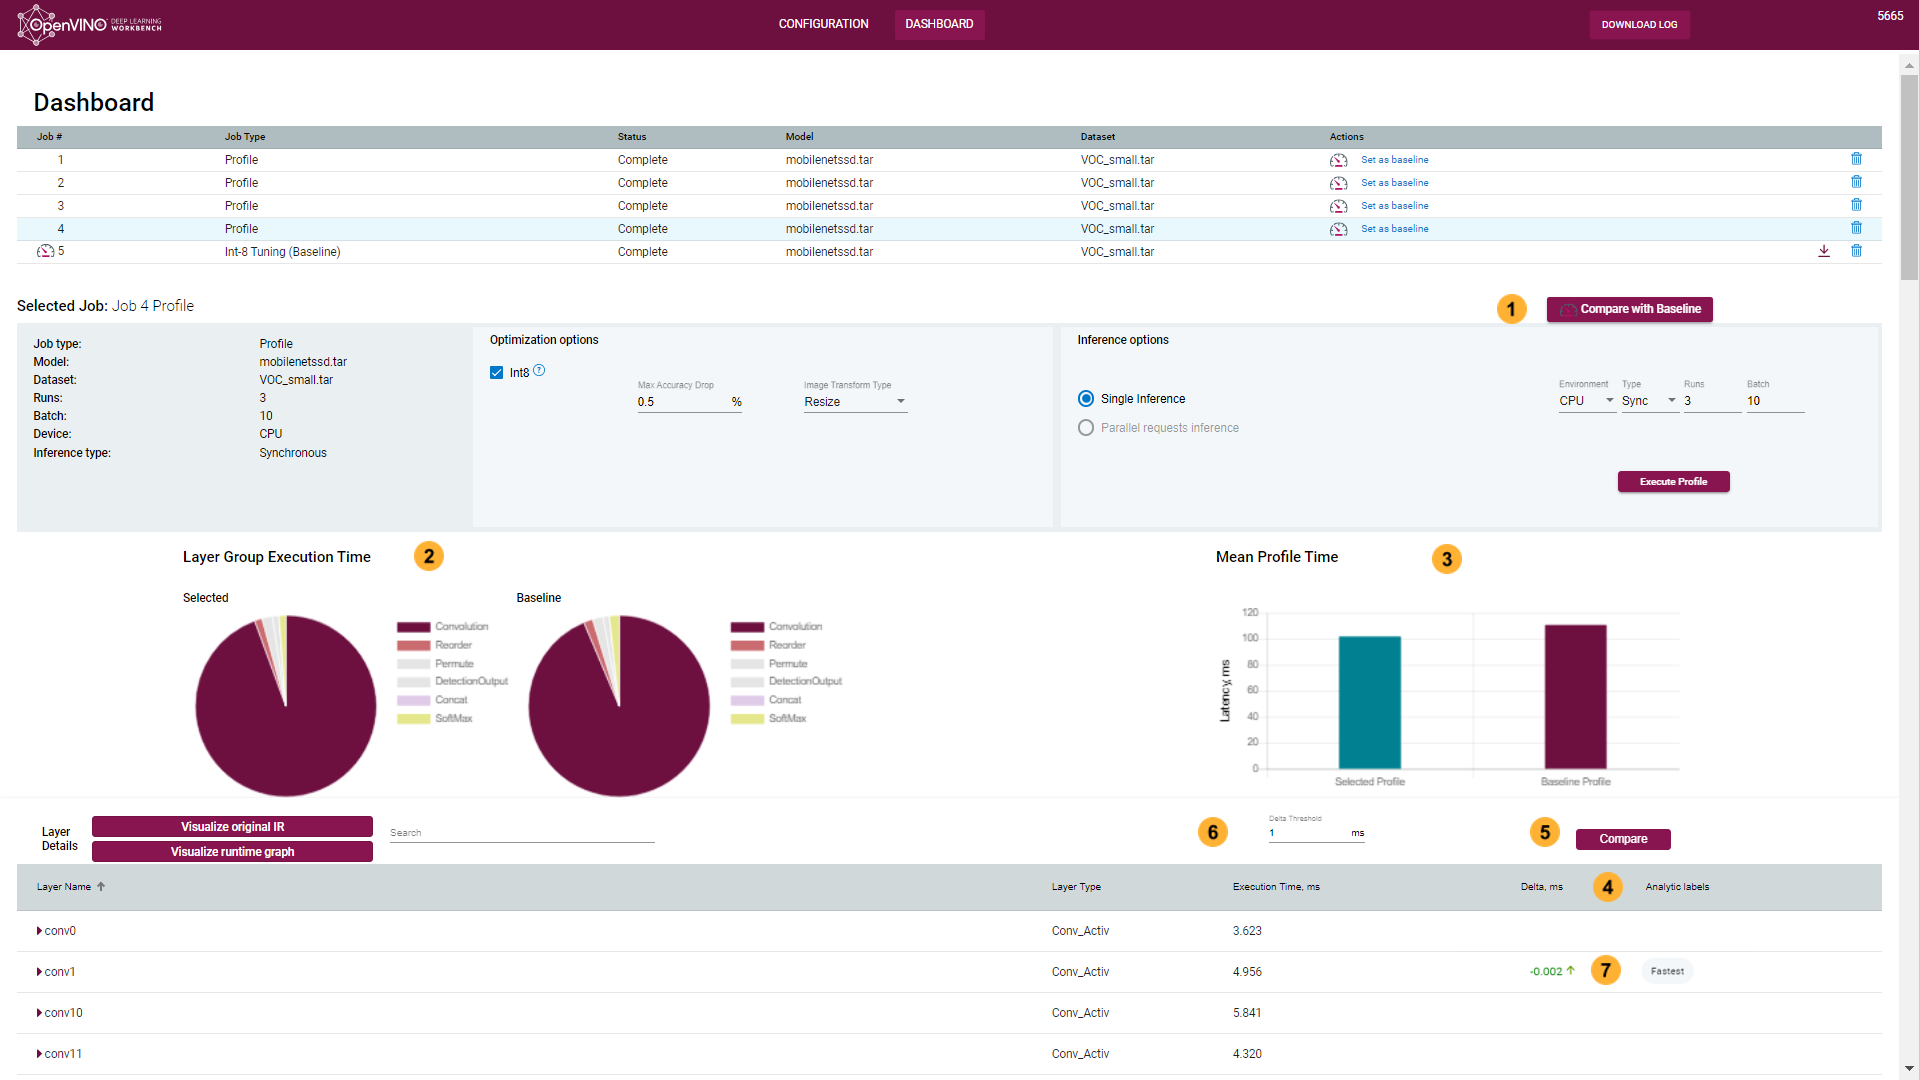 OpenVINO™ DEEP LEARNING WORKBENCH
CONFIGURATION
DASHBOARD
DOWNLOAD LOG
5665
Dashboard
Job # Job Type Status Model Dataset Actions
1 Profile Complete mobilenetssd.tar VOC_small.tar Set as baseline
2 Profile Complete mobilenetssd.tar VOC_small.tar Set as baseline
3 Profile Complete mobilenetssd.tar VOC_small.tar Set as baseline
4 Profile Complete mobilenetssd.tar VOC_small.tar Set as baseline
5 Int-8 Tuning (Baseline) Complete mobilenetssd.tar VOC_small.tar
Selected Job: Job 4 Profile
1
Compare with Baseline
Job type: Profile
Model: mobilenetssd.tar
Dataset: VOC_small.tar
Runs: 3
Batch: 10
Device: CPU
Inference type: Synchronous
Optimization options
Int8 ?
Max Accuracy Drop
0.5 %
Image Transform Type
Resize
Inference options
Single Inference
Parallel requests inference
Environment Type Runs Batch
CPU Sync 3 10
Execute Profile
Layer Group Execution Time
2
Selected
Convolution
Reorder
Permute
DetectionOutput
Concat
SoftMax
Baseline
Convolution
Reorder
Permute
DetectionOutput
Concat
SoftMax
Mean Profile Time
3
Latency, ms
120
100
80
60
40
20
0
Selected Profile
Baseline Profile
Layer
Details
Visualize original IR
Visualize runtime graph
Search
6
Delta Threshold
1 ms
5
Compare
Layer Name Layer Type Execution Time, ms Delta, ms 4 Analytic labels
conv0 Conv_Activ 3.623
conv1 Conv_Activ 4.956 -0.002 7 Fastest
conv10 Conv_Activ 5.841
conv11 Conv_Activ 4.320